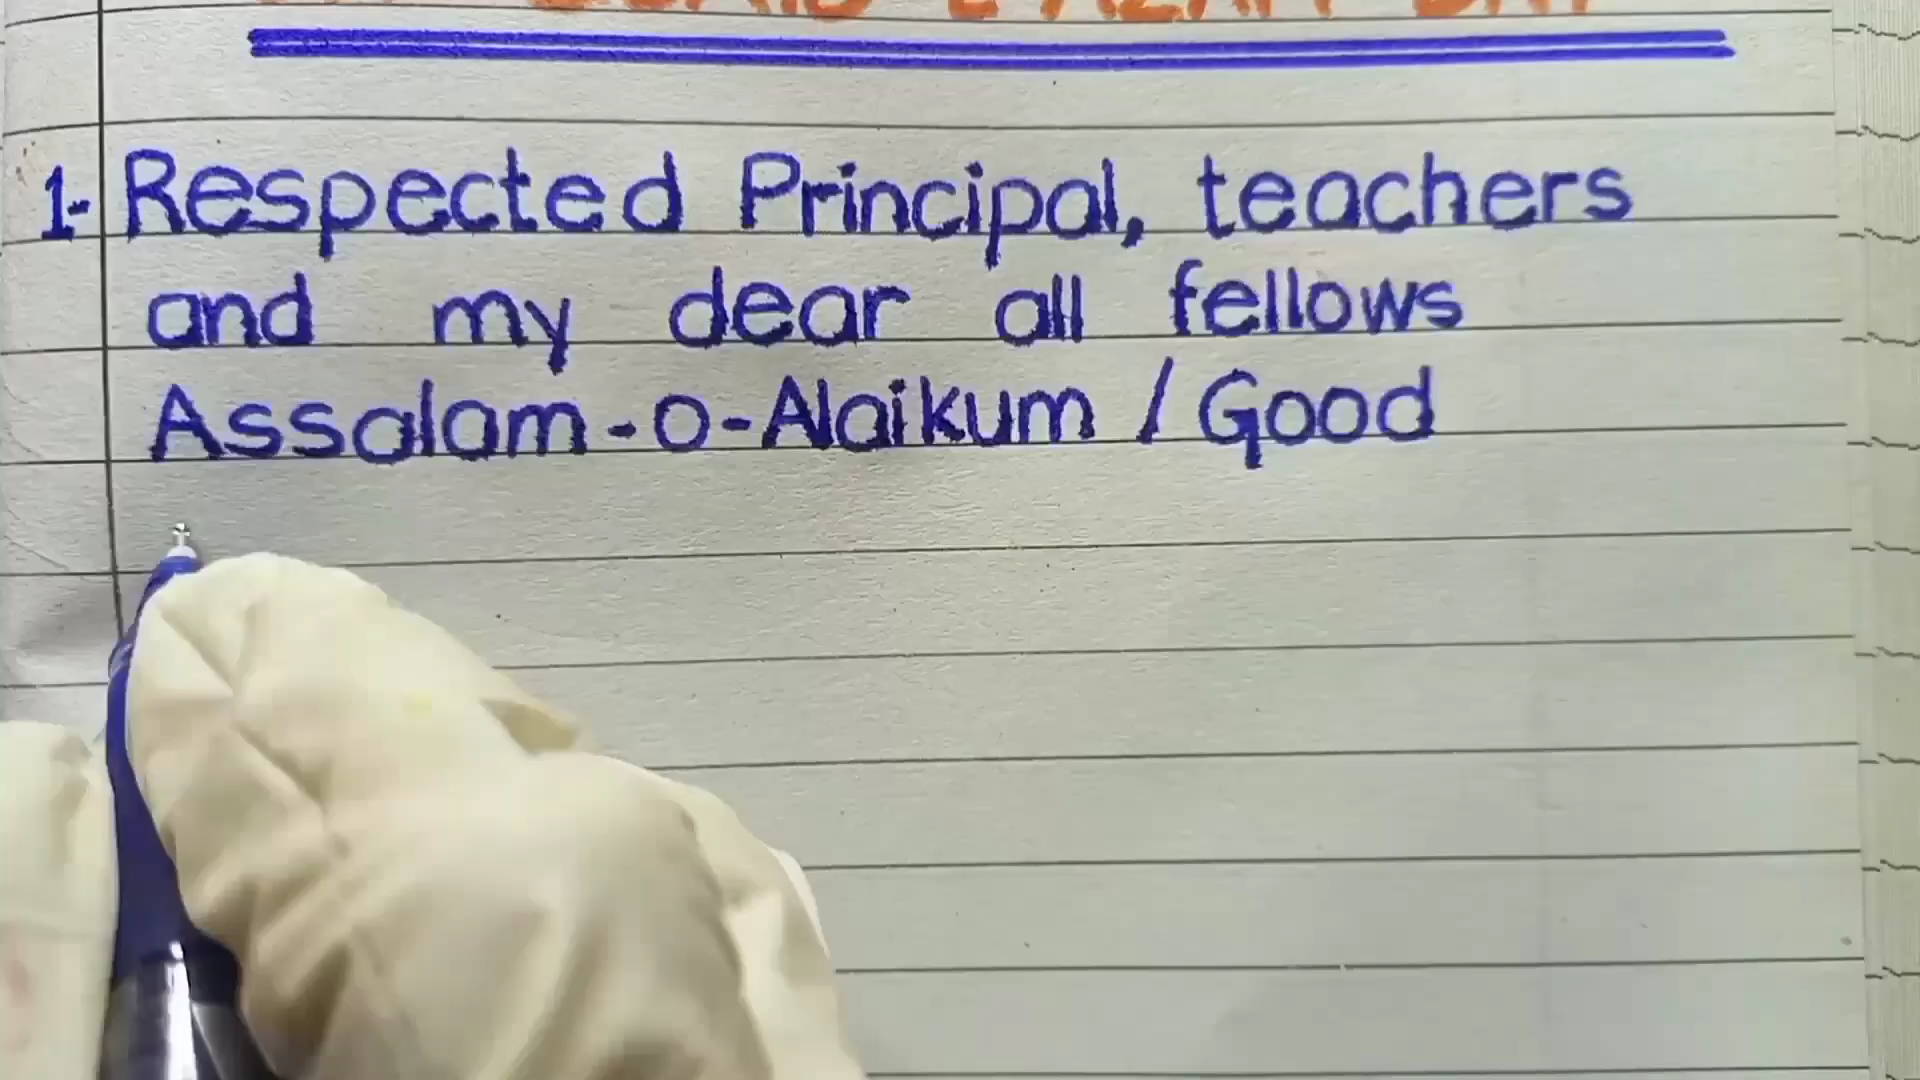 1- Respected Principal, teachers
and my dear all fellows
Assalam-o-Alaikum / Good